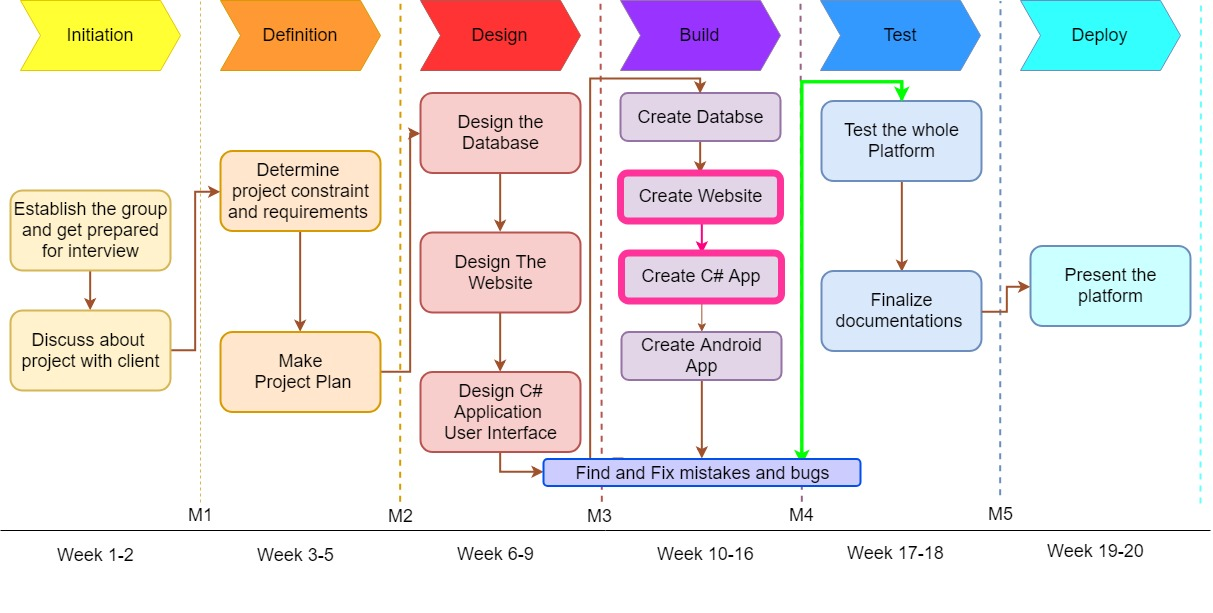 Initiation
Definition
Design
Build
Test
Deploy
Establish the group
and get prepared
for interview
Discuss about
project with client
Determine
project constraint
and requirements
Make
Project Plan
Design the
Database
Design The
Website
Design C#
Application
User Interface
Create Databse
Create Website
Create C# App
Create Android
App
Find and Fix mistakes and bugs
Test the whole
Platform
Finalize
documentations
Present the
platform
M1
M2
M3
M4
M5
Week 1-2
Week 3-5
Week 6-9
Week 10-16
Week 17-18
Week 19-20